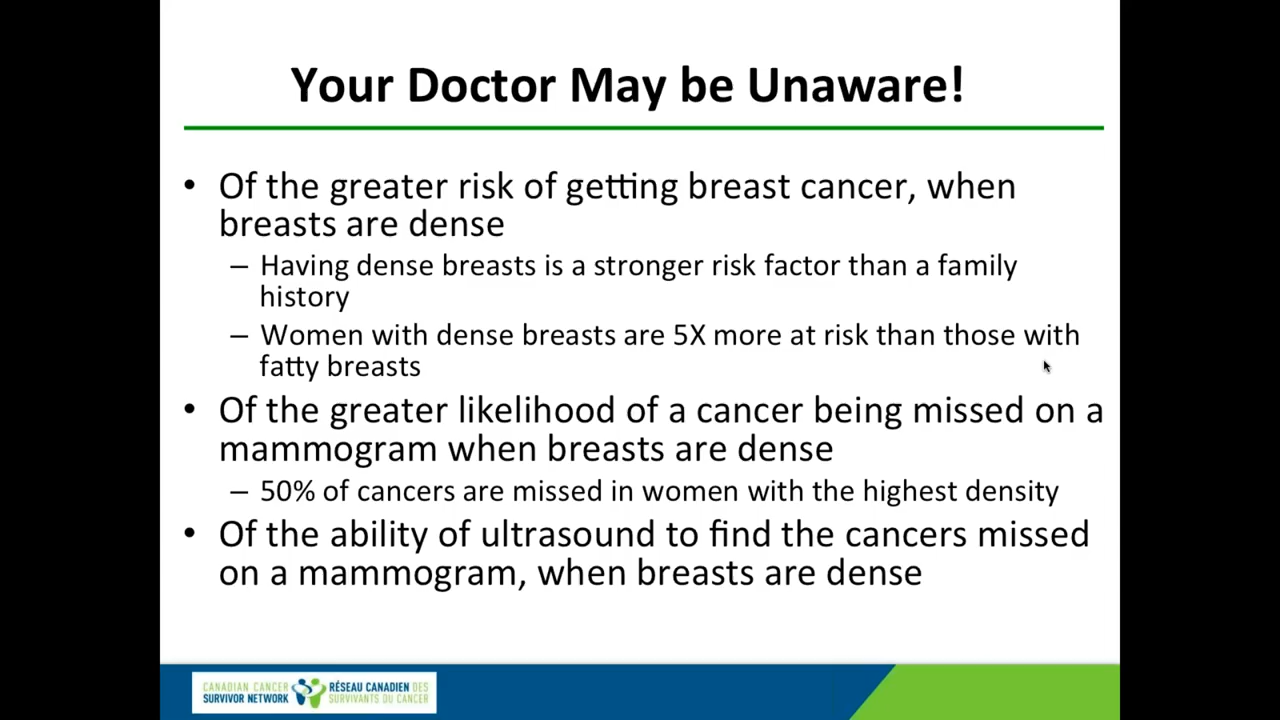 Your Doctor May be Unaware!
• Of the greater risk of getting breast cancer, when
breasts are dense
– Having dense breasts is a stronger risk factor than a family
history
– Women with dense breasts are 5X more at risk than those with
fatty breasts
• Of the greater likelihood of a cancer being missed on a
mammogram when breasts are dense
– 50% of cancers are missed in women with the highest density
• Of the ability of ultrasound to find the cancers missed
on a mammogram, when breasts are dense
CANADIAN CANCER
SURVIVOR NETWORK
RÉSEAU CANADIEN DES
SURVIVANTS DU CANCER